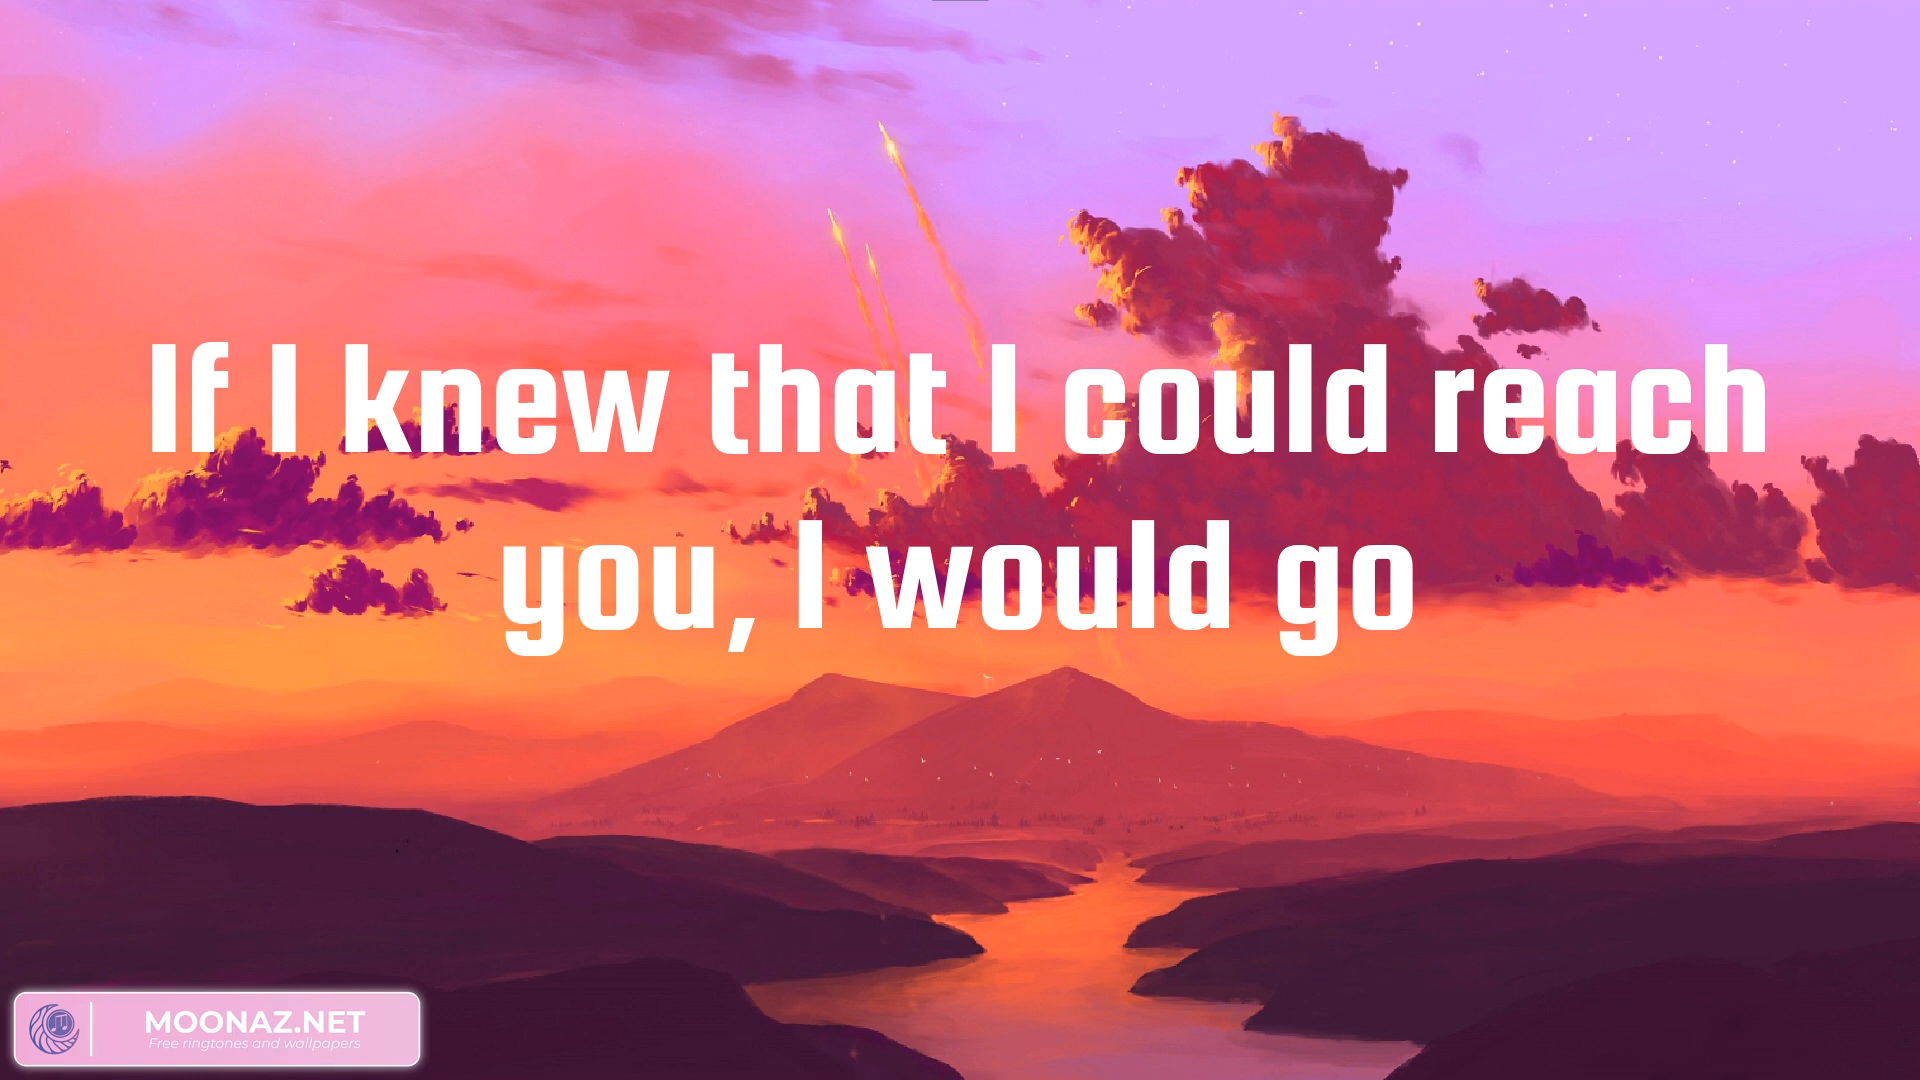 If I knew that I could reach
you, I would go
MOONAZ.NET
Free ringtones and wallpapers